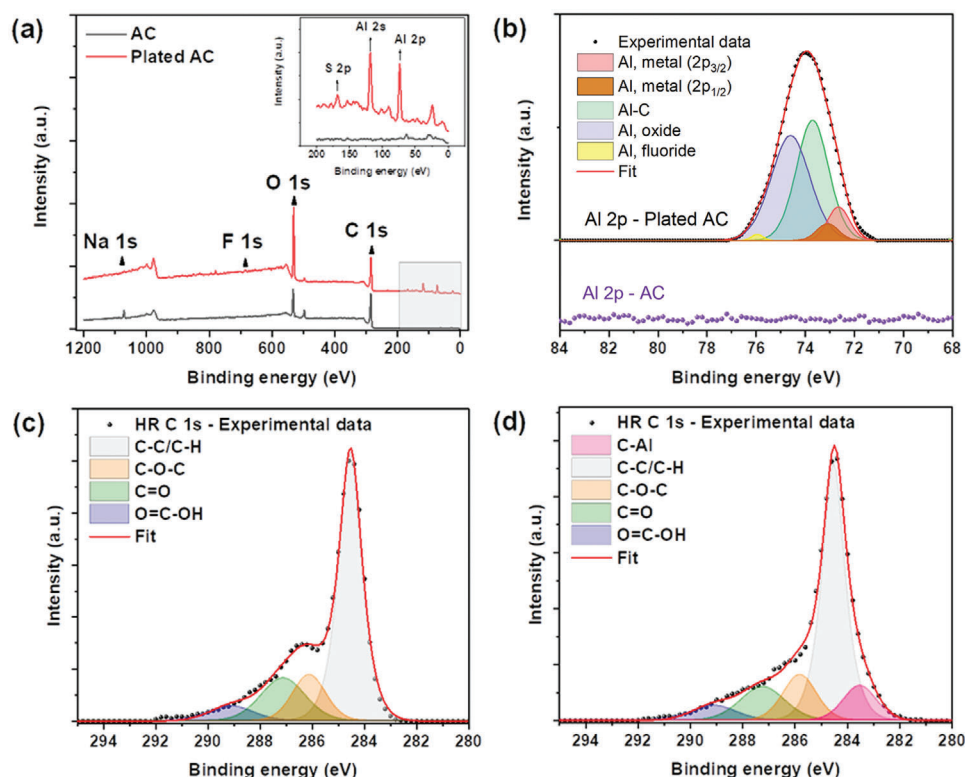 (a)
AC
Plated AC
Intensity (a.u.)
S 2p
Al 2s
Al 2p
200 150 100 50 0
Binding energy (eV)
Na 1s
F 1s
O 1s
C 1s
Intensity (a.u.)
1200 1000 800 600 400 200 0
Binding energy (eV)
(b)
Experimental data
Al, metal (2p3/2)
Al, metal (2p1/2)
Al-C
Al, oxide
Al, fluoride
Fit
Al 2p - Plated AC
Al 2p - AC
Intensity (a.u.)
84 82 80 78 76 74 72 70 68
Binding energy (eV)
(c)
HR C 1s - Experimental data
C-C/C-H
C-O-C
C=O
O=C-OH
Fit
Intensity (a.u.)
294 292 290 288 286 284 282 280
Binding energy (eV)
(d)
HR C 1s - Experimental data
C-Al
C-C/C-H
C-O-C
C=O
O=C-OH
Fit
Intensity (a.u.)
294 292 290 288 286 284 282 280
Binding energy (eV)